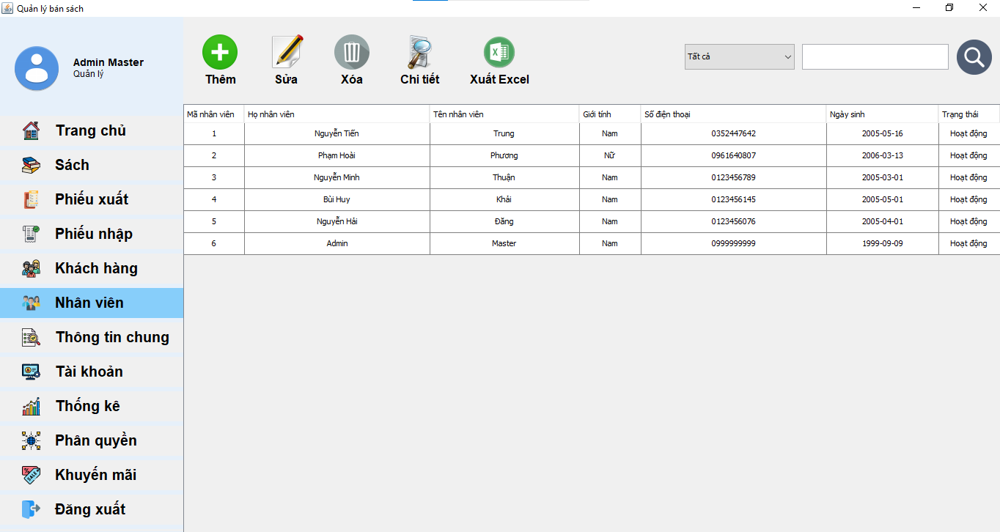 Quản lý bán sách
Admin Master
Quản lý
Trang chủ
Sách
Phiếu xuất
Phiếu nhập
Khách hàng
Nhân viên
Thông tin chung
Tài khoản
Thống kê
Phân quyền
Khuyến mãi
Đăng xuất
Thêm Sửa Xóa Chi tiết Xuất Excel Tất cả
Mã nhân viên Họ nhân viên Tên nhân viên Giới tính Số điện thoại Ngày sinh Trạng thái
1 Nguyễn Tiến Trung Nam 0352447642 2005-05-16 Hoạt động
2 Phạm Hoài Phương Nữ 0961640807 2006-03-13 Hoạt động
3 Nguyễn Minh Thuận Nam 0123456789 2005-03-01 Hoạt động
4 Bùi Huy Khải Nam 0123456145 2005-05-01 Hoạt động
5 Nguyễn Hải Đăng Nam 0123456076 2005-04-01 Hoạt động
6 Admin Master Nam 0999999999 1999-09-09 Hoạt động